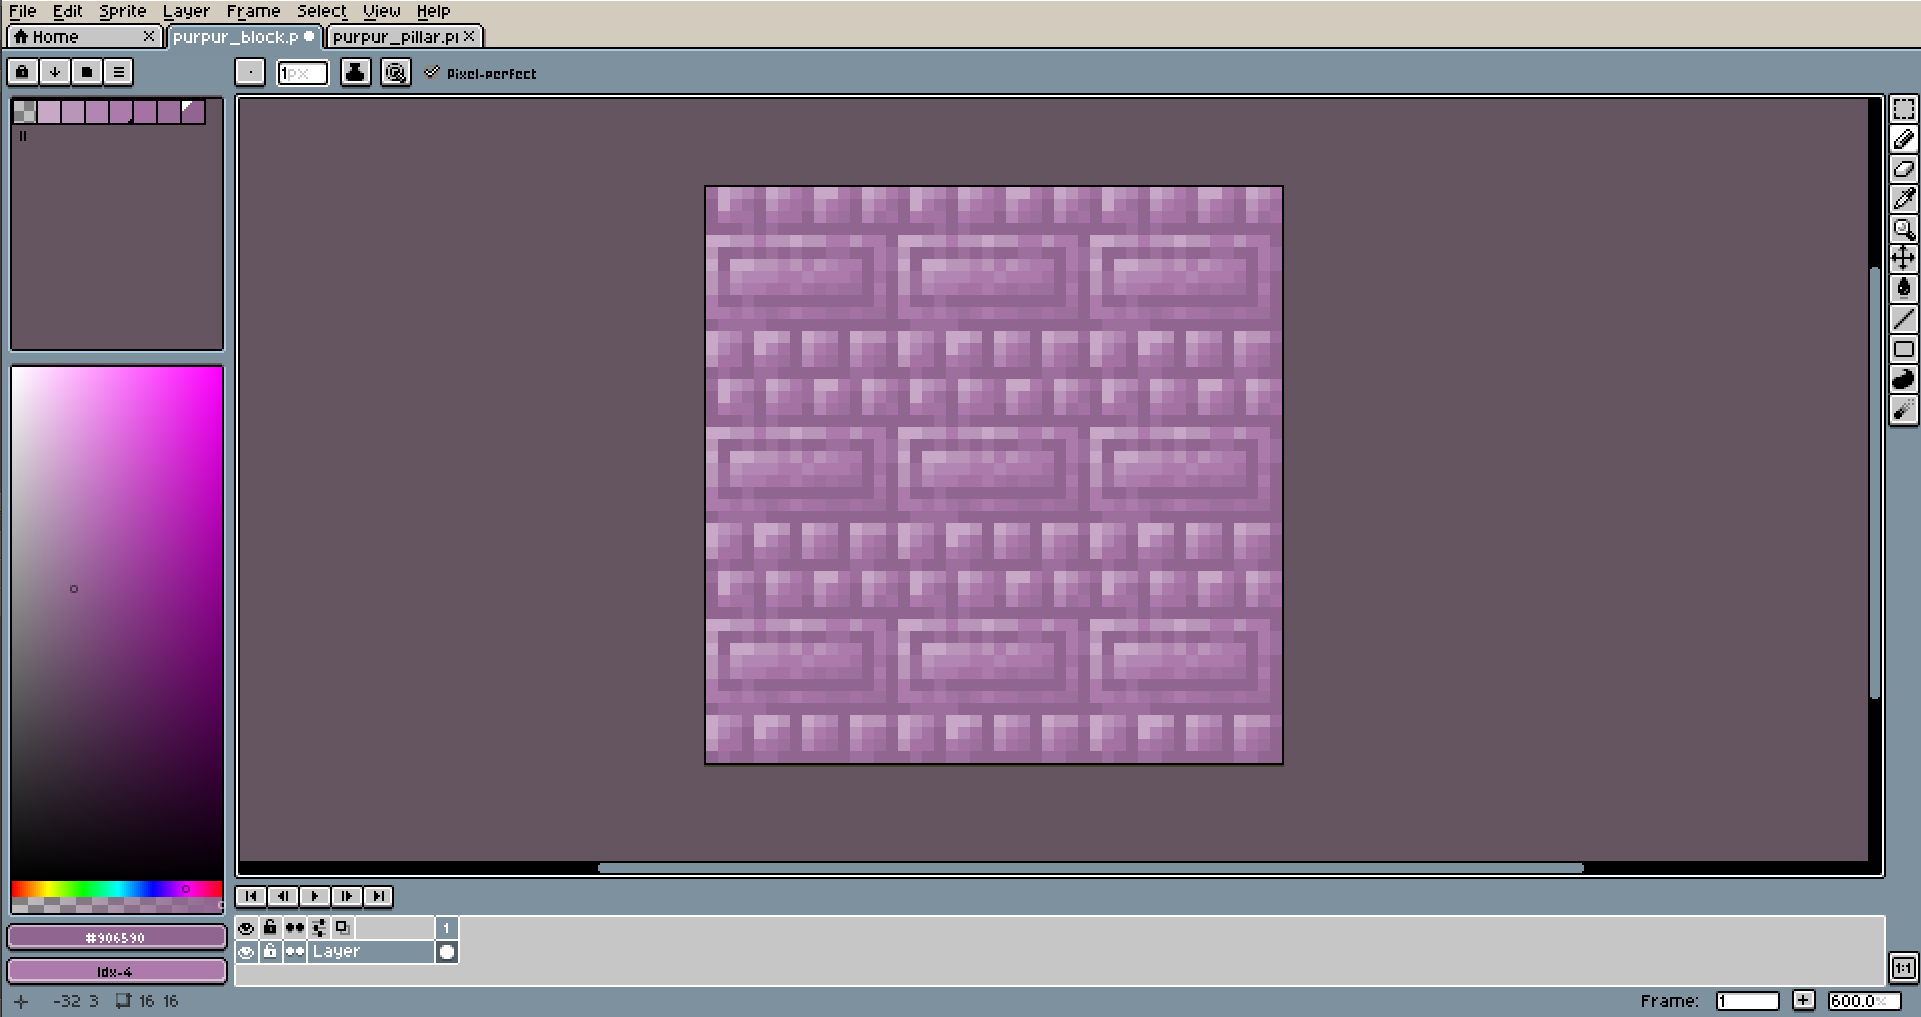 File Edit Sprite Layer Frame Select View Help
Home purpur_block.p purpur_pillar.pi
1px Pixel-perfect
#906590
Idx-4
1
Layer
-32 3 16 16
1:1
Frame: 1 600.0%